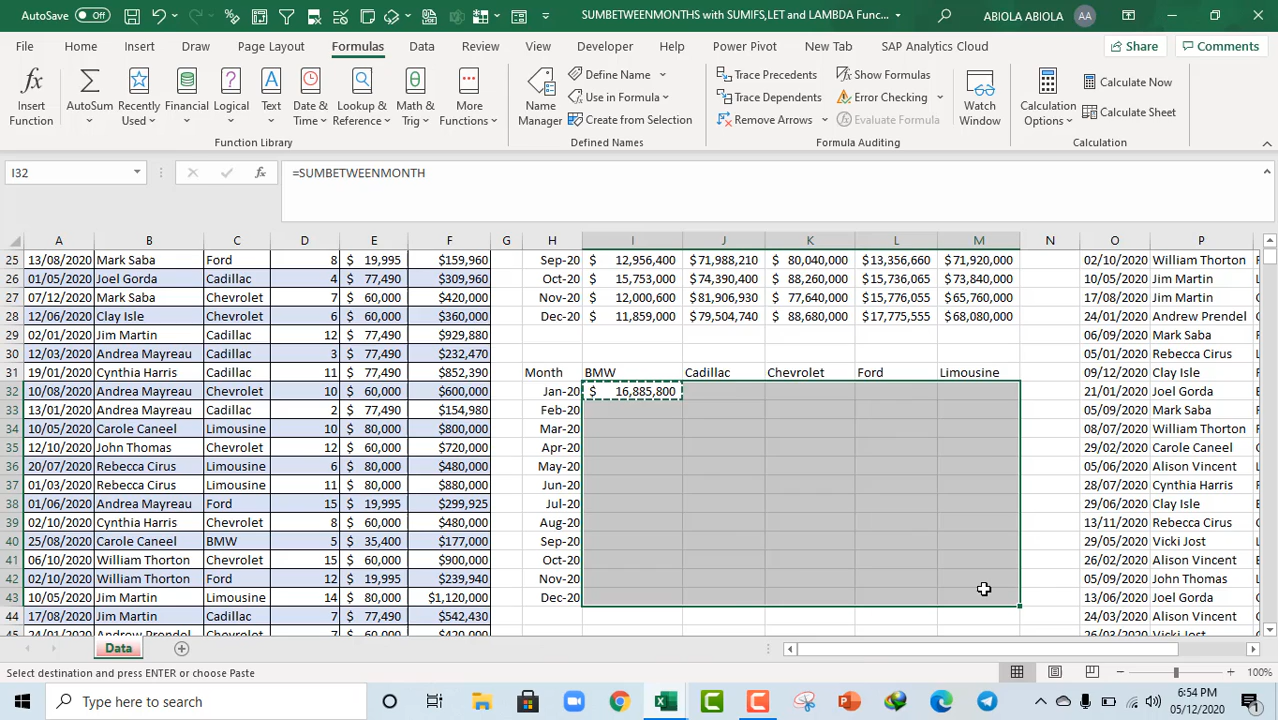 AutoSave Off SUMBETWEENMONTHS with SUMIFS,LET and LAMBDA Func... ABIOLA ABIOLA AA
File Home Insert Draw Page Layout Formulas Data Review View Developer Help Power Pivot New Tab SAP Analytics Cloud Share Comments
Insert Function
AutoSum
Recently Used
Financial
Logical
Text
Date & Time
Lookup & Reference
Math & Trig
More Functions
Function Library
Name Manager
Define Name
Use in Formula
Create from Selection
Defined Names
Trace Precedents
Trace Dependents
Remove Arrows
Show Formulas
Error Checking
Evaluate Formula
Formula Auditing
Watch Window
Calculation Options
Calculate Now
Calculate Sheet
Calculation
I32 fx =SUMBETWEENMONTH
A B C D E F G H I J K L M N O P
25 13/08/2020 Mark Saba Ford 8 $ 19,995 $159,960 Sep-20 $ 12,956,400 $71,988,210 $ 80,040,000 $13,356,660 $71,920,000 02/10/2020 William Thorton
26 01/05/2020 Joel Gorda Cadillac 4 $ 77,490 $309,960 Oct-20 $ 15,753,000 $74,390,400 $ 88,260,000 $15,736,065 $73,840,000 10/05/2020 Jim Martin
27 07/12/2020 Mark Saba Chevrolet 7 $ 60,000 $420,000 Nov-20 $ 12,000,600 $81,906,930 $ 77,640,000 $15,776,055 $65,760,000 17/08/2020 Jim Martin
28 12/06/2020 Clay Isle Chevrolet 6 $ 60,000 $360,000 Dec-20 $ 11,859,000 $79,504,740 $ 88,680,000 $17,775,555 $68,080,000 24/01/2020 Andrew Prendel
29 02/01/2020 Jim Martin Cadillac 12 $ 77,490 $929,880 06/09/2020 Mark Saba
30 12/03/2020 Andrea Mayreau Cadillac 3 $ 77,490 $232,470 05/01/2020 Rebecca Cirus
31 19/01/2020 Cynthia Harris Cadillac 11 $ 77,490 $852,390 Month BMW Cadillac Chevrolet Ford Limousine 09/12/2020 Clay Isle
32 10/08/2020 Andrea Mayreau Chevrolet 10 $ 60,000 $600,000 Jan-20 $ 16,885,800 21/01/2020 Joel Gorda
33 13/01/2020 Andrea Mayreau Cadillac 2 $ 77,490 $154,980 Feb-20 05/09/2020 Mark Saba
34 10/05/2020 Carole Caneel Limousine 10 $ 80,000 $800,000 Mar-20 08/07/2020 William Thorton
35 12/10/2020 John Thomas Chevrolet 12 $ 60,000 $720,000 Apr-20 29/02/2020 Carole Caneel
36 20/07/2020 Rebecca Cirus Limousine 6 $ 80,000 $480,000 May-20 05/06/2020 Alison Vincent
37 01/03/2020 Rebecca Cirus Limousine 11 $ 80,000 $880,000 Jun-20 28/07/2020 Cynthia Harris
38 01/06/2020 Andrea Mayreau Ford 15 $ 19,995 $299,925 Jul-20 29/06/2020 Clay Isle
39 02/10/2020 Cynthia Harris Chevrolet 8 $ 60,000 $480,000 Aug-20 13/11/2020 Rebecca Cirus
40 25/08/2020 Carole Caneel BMW 5 $ 35,400 $177,000 Sep-20 29/05/2020 Vicki Jost
41 06/10/2020 William Thorton Chevrolet 15 $ 60,000 $900,000 Oct-20 26/02/2020 Alison Vincent
42 02/10/2020 William Thorton Ford 12 $ 19,995 $239,940 Nov-20 05/09/2020 John Thomas
43 10/05/2020 Jim Martin Limousine 14 $ 80,000 $1,120,000 Dec-20 13/06/2020 Joel Gorda
44 17/08/2020 Jim Martin Cadillac 7 $ 77,490 $542,430 24/03/2020 Alison Vincent
Data
Select destination and press ENTER or choose Paste 100%
Type here to search
6:54 PM
05/12/2020